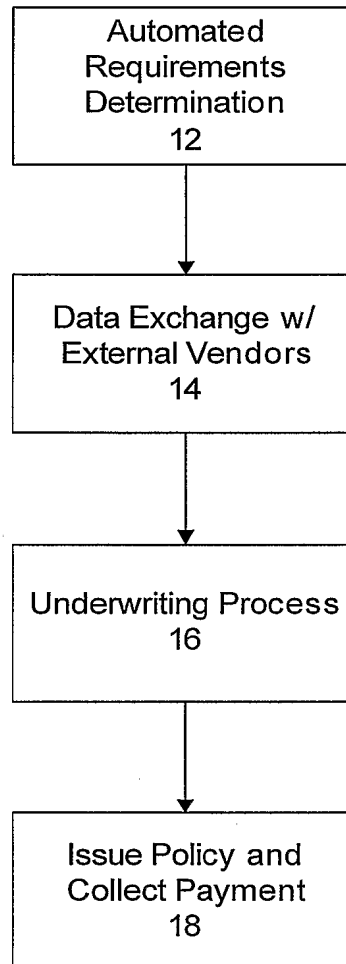 Automated
Requirements
Determination
12
Data Exchange w/
External Vendors
14
Underwriting Process
16
Issue Policy and
Collect Payment
18